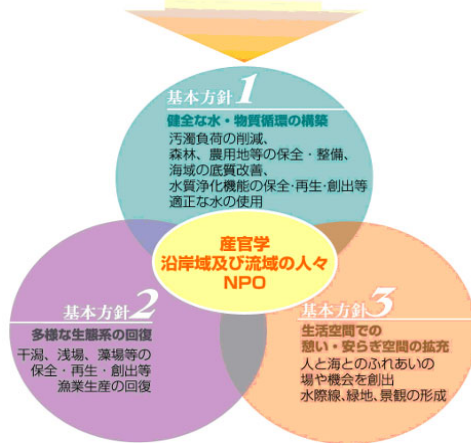 基本方針1
健全な水・物質循環の構築
汚濁負荷の削減、
森林、農用地等の保全・整備、
海域の底質改善、
水質浄化機能の保全・再生・創出等
適正な水の使用
産官学
沿岸域及び流域の人々
NPO
基本方針2
多様な生態系の回復
干潟、浅場、藻場等の
保全・再生・創出等
漁業生産の回復
基本方針3
生活空間での
憩い・安らぎ空間の拡充
人と海とのふれあいの
場や機会を創出
水際線、緑地、景観の形成